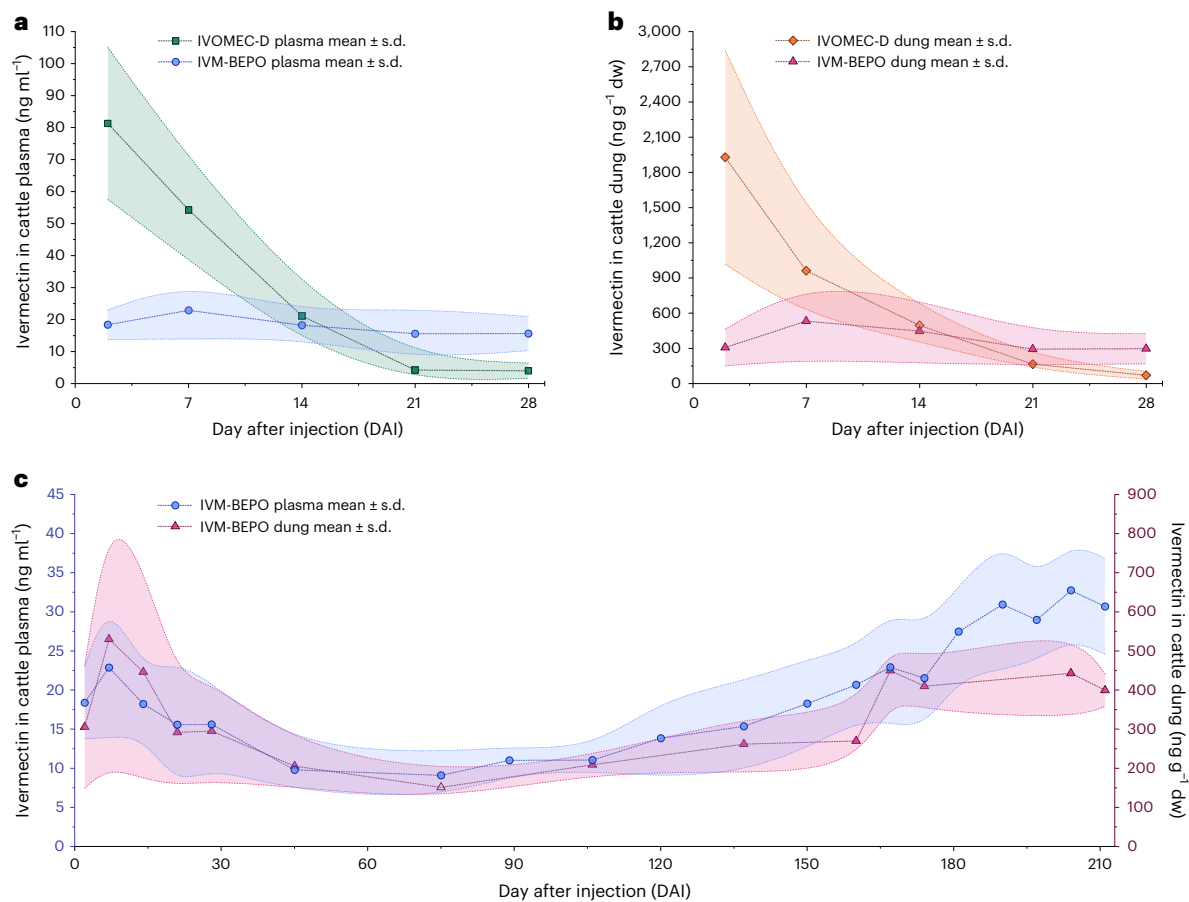 a
IVOMEC-D plasma mean ± s.d.
IVM-BEPO plasma mean ± s.d.
Ivermectin in cattle plasma (ng ml⁻¹)
110
100
90
80
70
60
50
40
30
20
10
0
0 7 14 21 28
Day after injection (DAI)
b
IVOMEC-D dung mean ± s.d.
IVM-BEPO dung mean ± s.d.
Ivermectin in cattle dung (ng g⁻¹ dw)
3,000
2,700
2,400
2,100
1,800
1,500
1,200
900
600
300
0
0 7 14 21 28
Day after injection (DAI)
c
IVM-BEPO plasma mean ± s.d.
IVM-BEPO dung mean ± s.d.
Ivermectin in cattle plasma (ng ml⁻¹)
45
40
35
30
25
20
15
10
5
0
0 30 60 90 120 150 180 210
Day after injection (DAI)
900
800
700
600
500
400
300
200
100
0
Ivermectin in cattle dung (ng g⁻¹ dw)